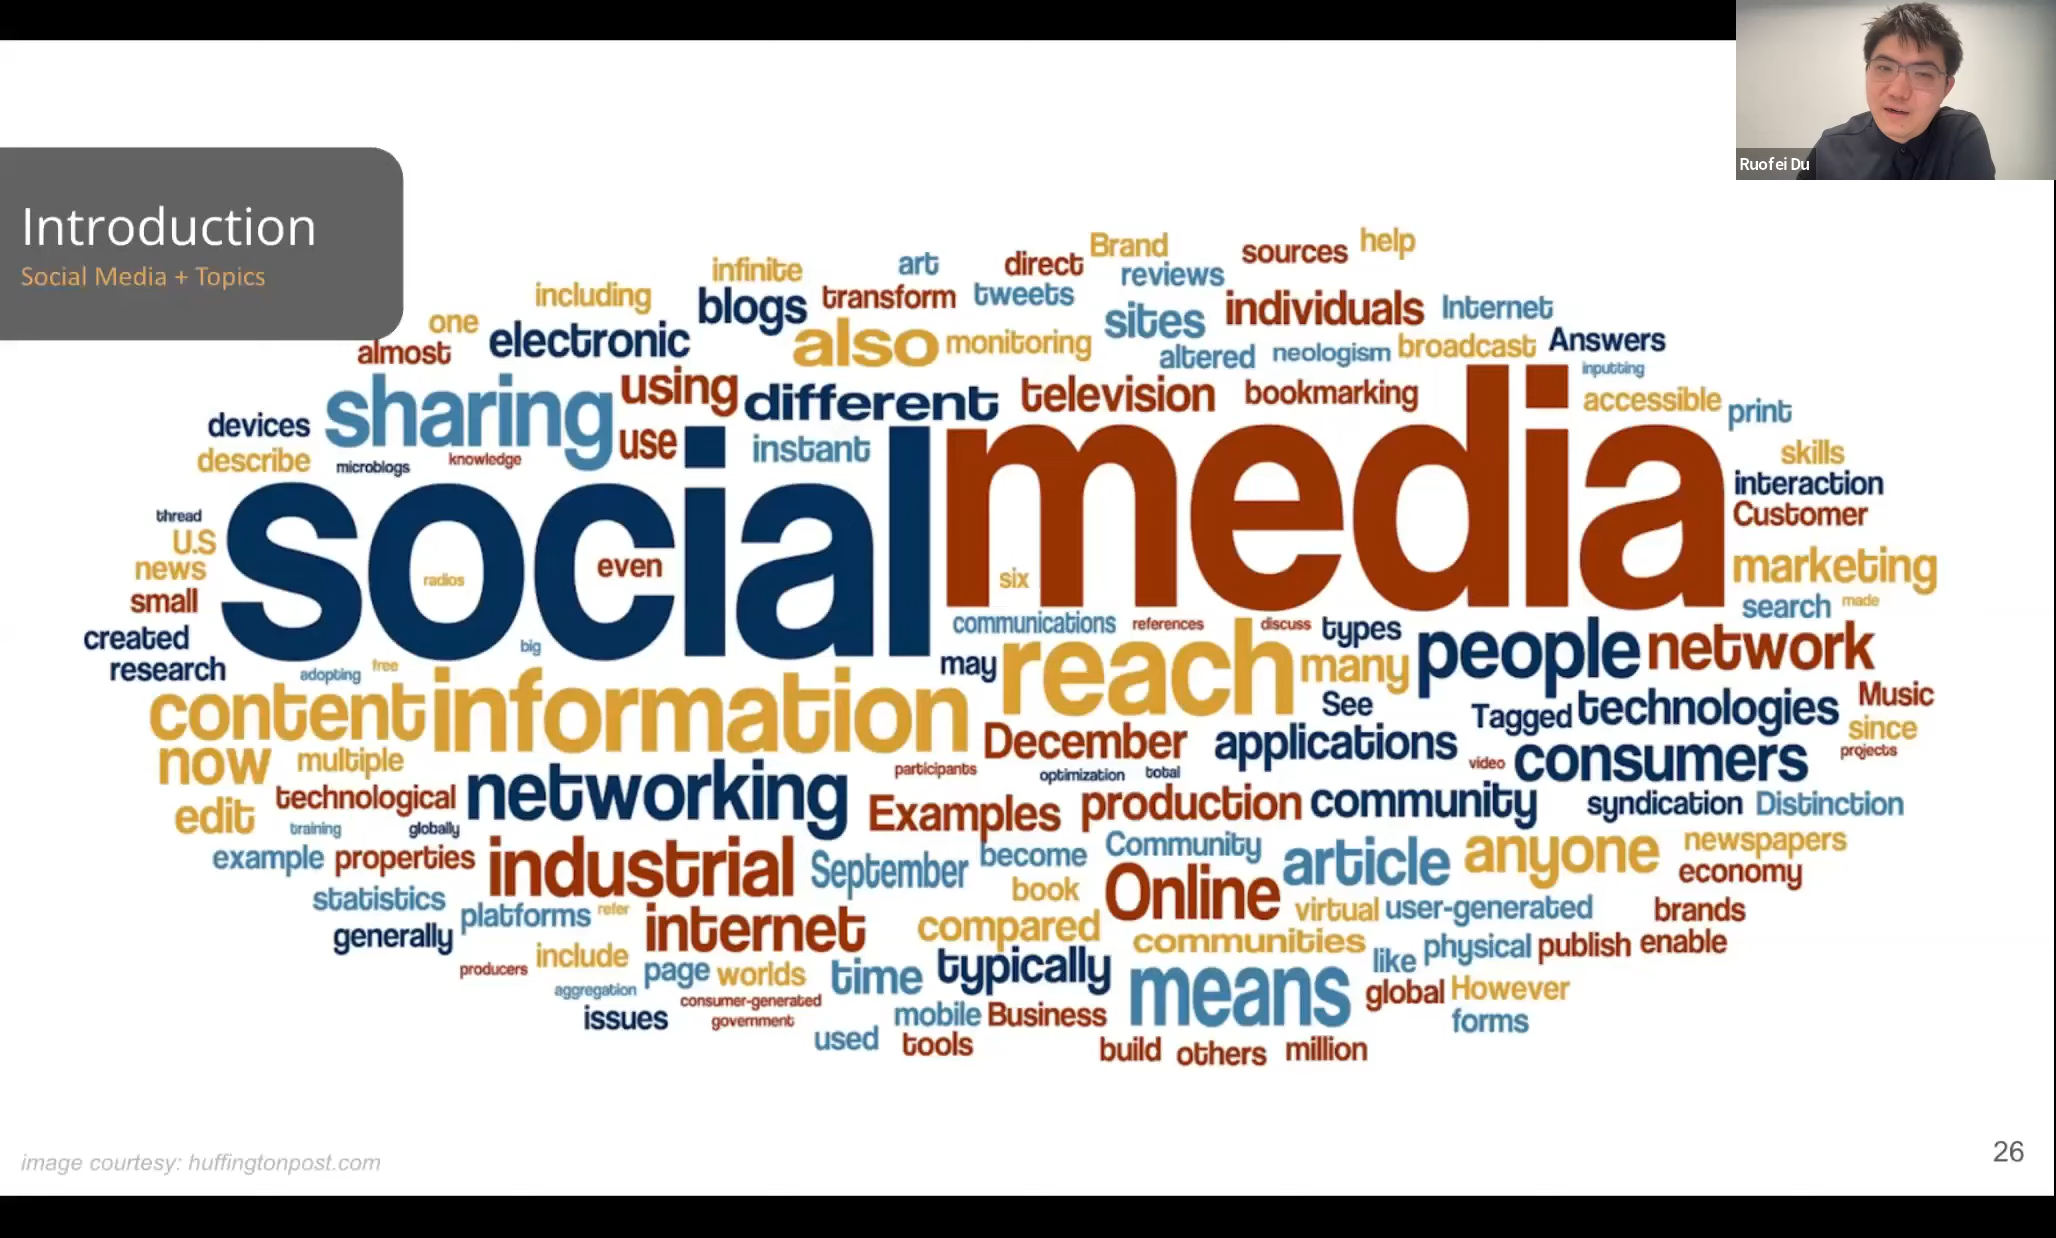 Ruofei Du
Introduction
Social Media + Topics
Brand
sources
help
infinite
art
direct
reviews
including
blogs
transform
tweets
sites
individuals
Internet
one
electronic
also
monitoring
altered
neologism
broadcast
Answers
almost
inputting
sharing
using
different
television
bookmarking
accessible
print
devices
use
instant
describe
microblogs
knowledge
social
media
skills
interaction
Customer
thread
U.S
news
small
radios
even
six
marketing
search
made
created
research
big
adopting
free
communications
references
discuss
types
may
reach
many
people
network
content
information
See
Tagged
technologies
Music
since
projects
now
multiple
December
applications
video
consumers
participants
optimization
total
edit
technological
networking
Examples
production
community
syndication
Distinction
training
globally
example
properties
industrial
September
become
Community
article
anyone
newspapers
economy
statistics
platforms
refer
book
Online
virtual
user-generated
brands
generally
internet
compared
communities
like
physical
publish
enable
producers
include
page
worlds
time
typically
means
global
However
aggregation
consumer-generated
issues
government
mobile
Business
forms
used
tools
build
others
million
image courtesy: huffingtonpost.com
26